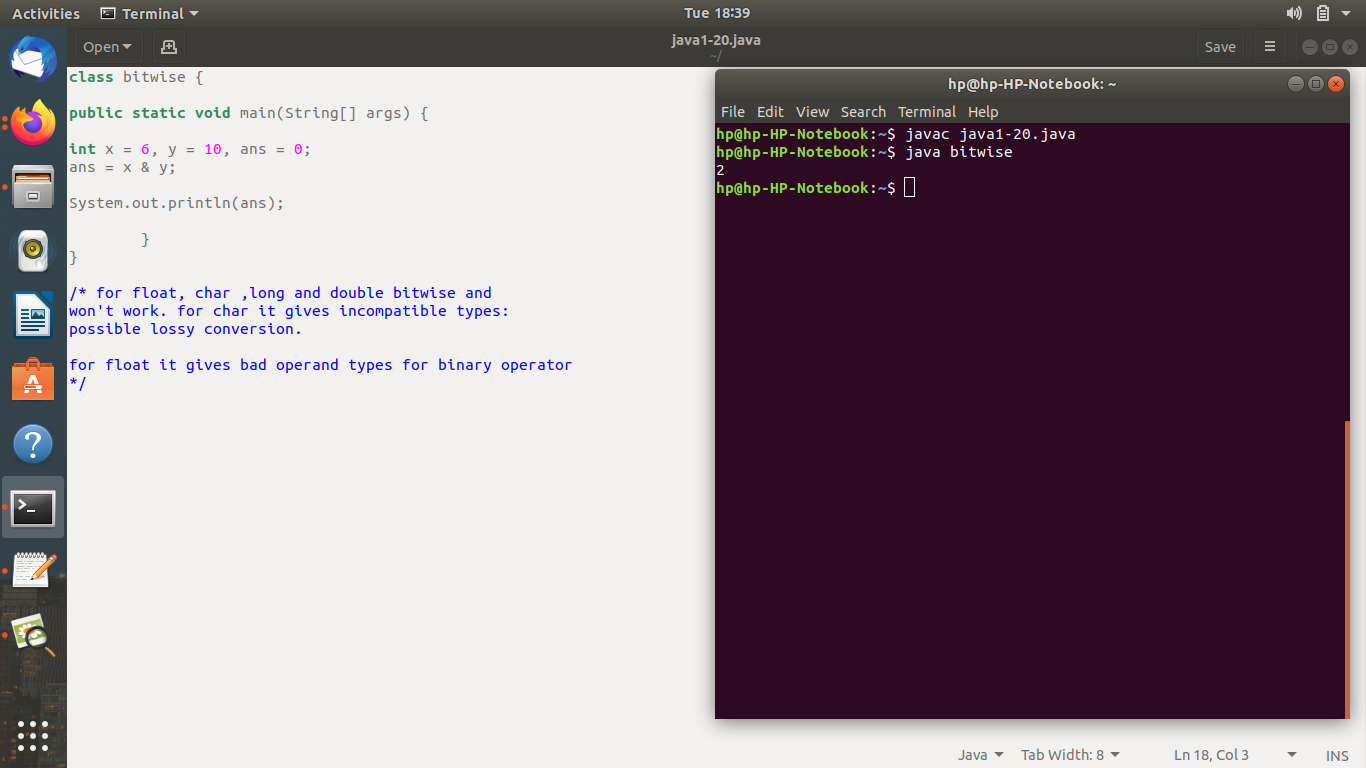 Activities
Terminal
Tue 18:39
Open
java1-20.java
~/
Save
class bitwise {
public static void main(String[] args) {
int x = 6, y = 10, ans = 0;
ans = x & y;
System.out.println(ans);
}
}
/* for float, char ,long and double bitwise and
won't work. for char it gives incompatible types:
possible lossy conversion.
for float it gives bad operand types for binary operator
*/
hp@hp-HP-Notebook: ~
File Edit View Search Terminal Help
hp@hp-HP-Notebook:~$ javac java1-20.java
hp@hp-HP-Notebook:~$ java bitwise
2
hp@hp-HP-Notebook:~$
Java Tab Width: 8 Ln 18, Col 3 INS